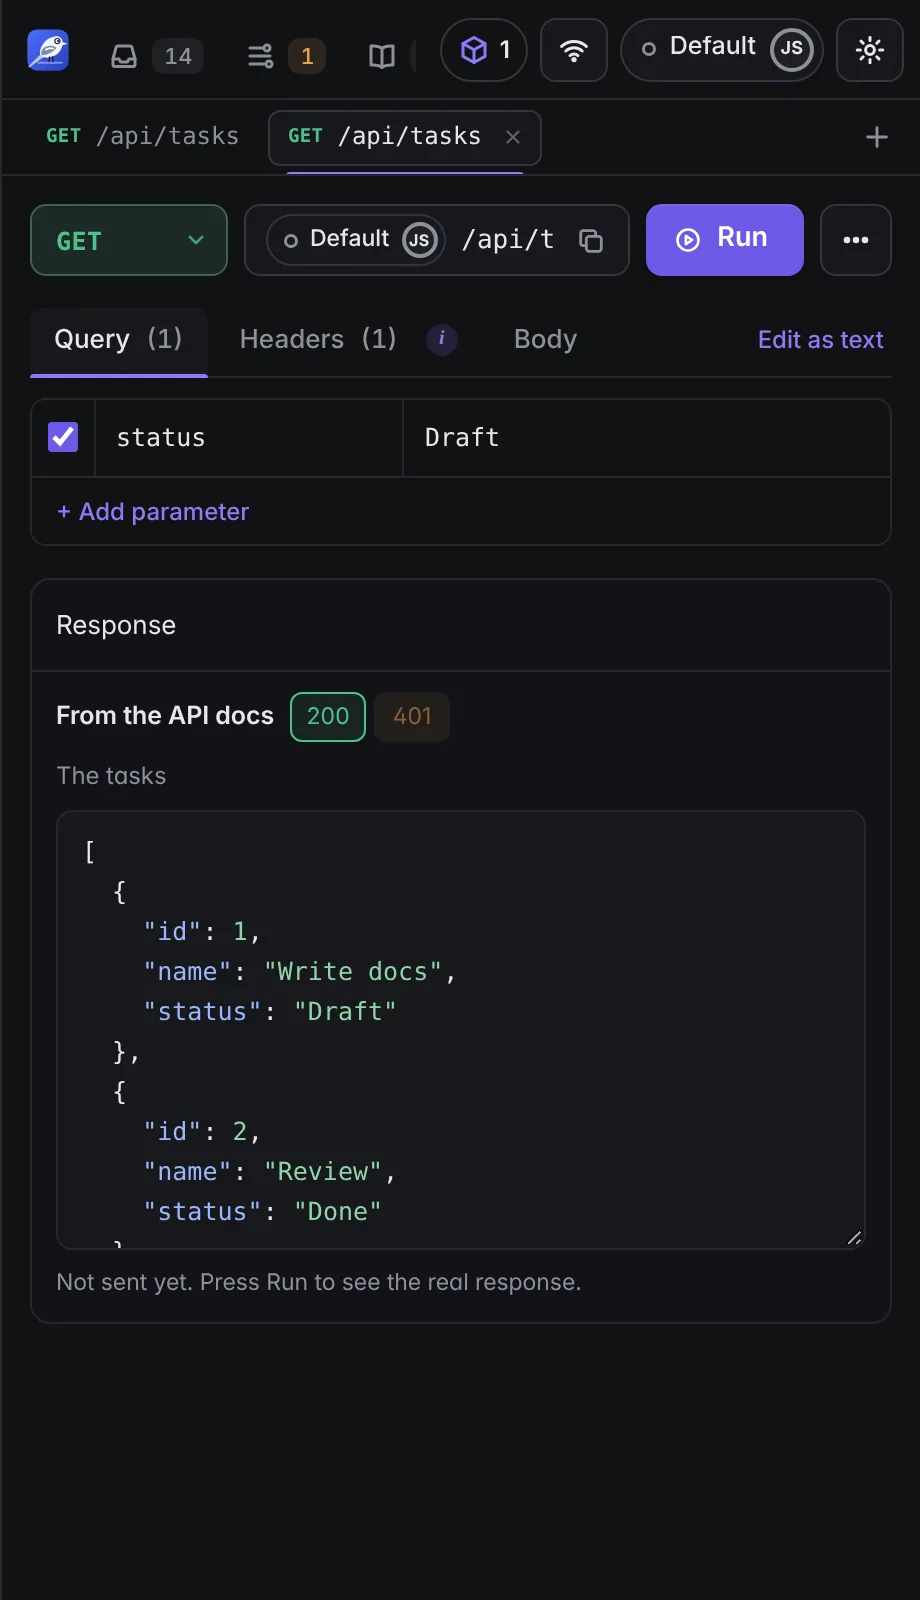 14
1
1
Default JS
GET /api/tasks
GET /api/tasks
GET
Default JS /api/t
Run
Query (1)
Headers (1) i
Body
Edit as text
status
Draft
+ Add parameter
Response
From the API docs 200 401
The tasks
[
{
"id": 1,
"name": "Write docs",
"status": "Draft"
},
{
"id": 2,
"name": "Review",
"status": "Done"
}
Not sent yet. Press Run to see the real response.